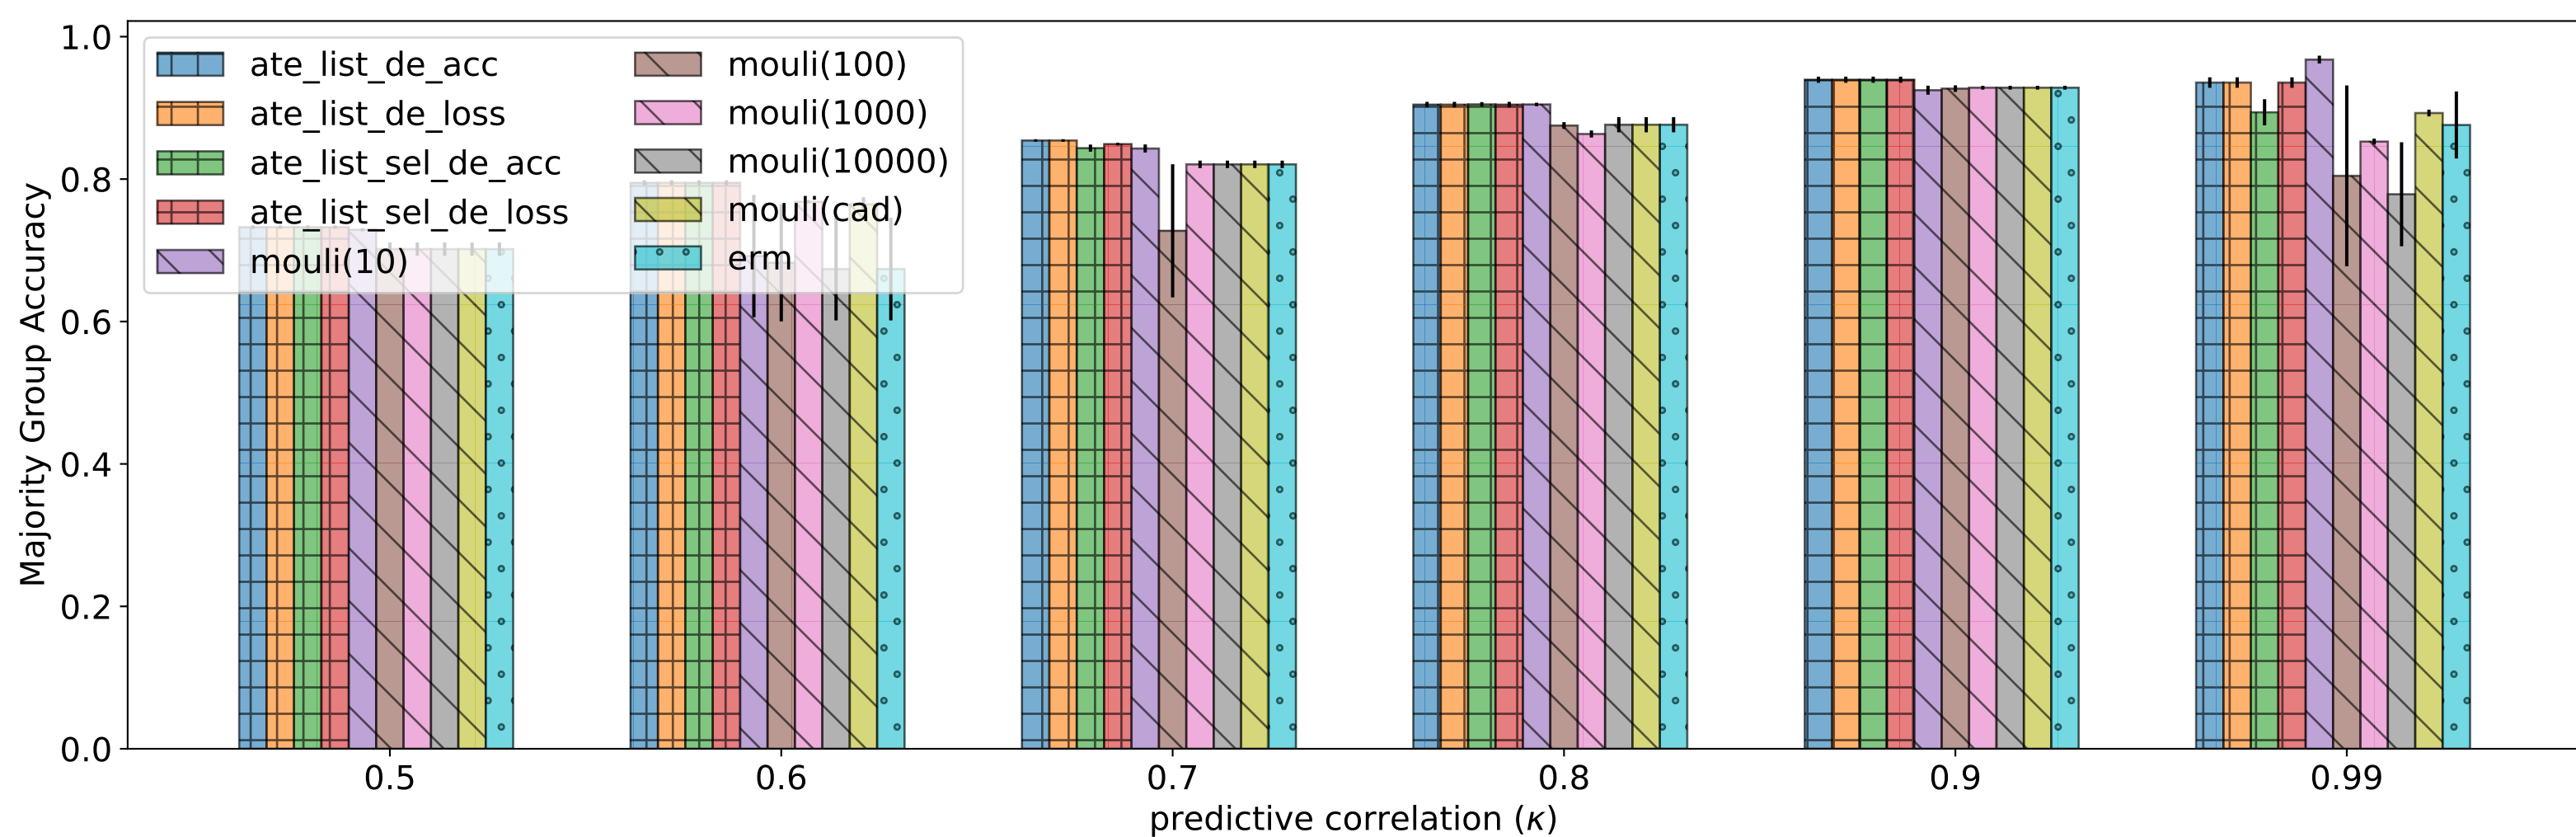 Majority Group Accuracy
1.0
0.8
0.6
0.4
0.2
0.0
ate_list_de_acc
ate_list_de_loss
ate_list_sel_de_acc
ate_list_sel_de_loss
mouli(10)
mouli(100)
mouli(1000)
mouli(10000)
mouli(cad)
erm
0.5 0.6 0.7 0.8 0.9 0.99
predictive correlation (κ)